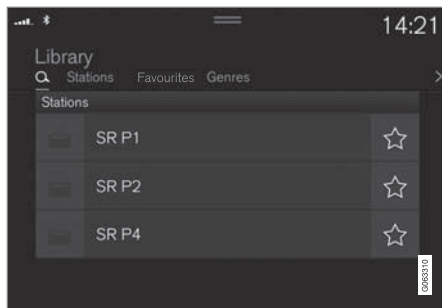 14:21
Library
Stations Favourites Genres
Stations
SR P1
SR P2
SR P4
G063310